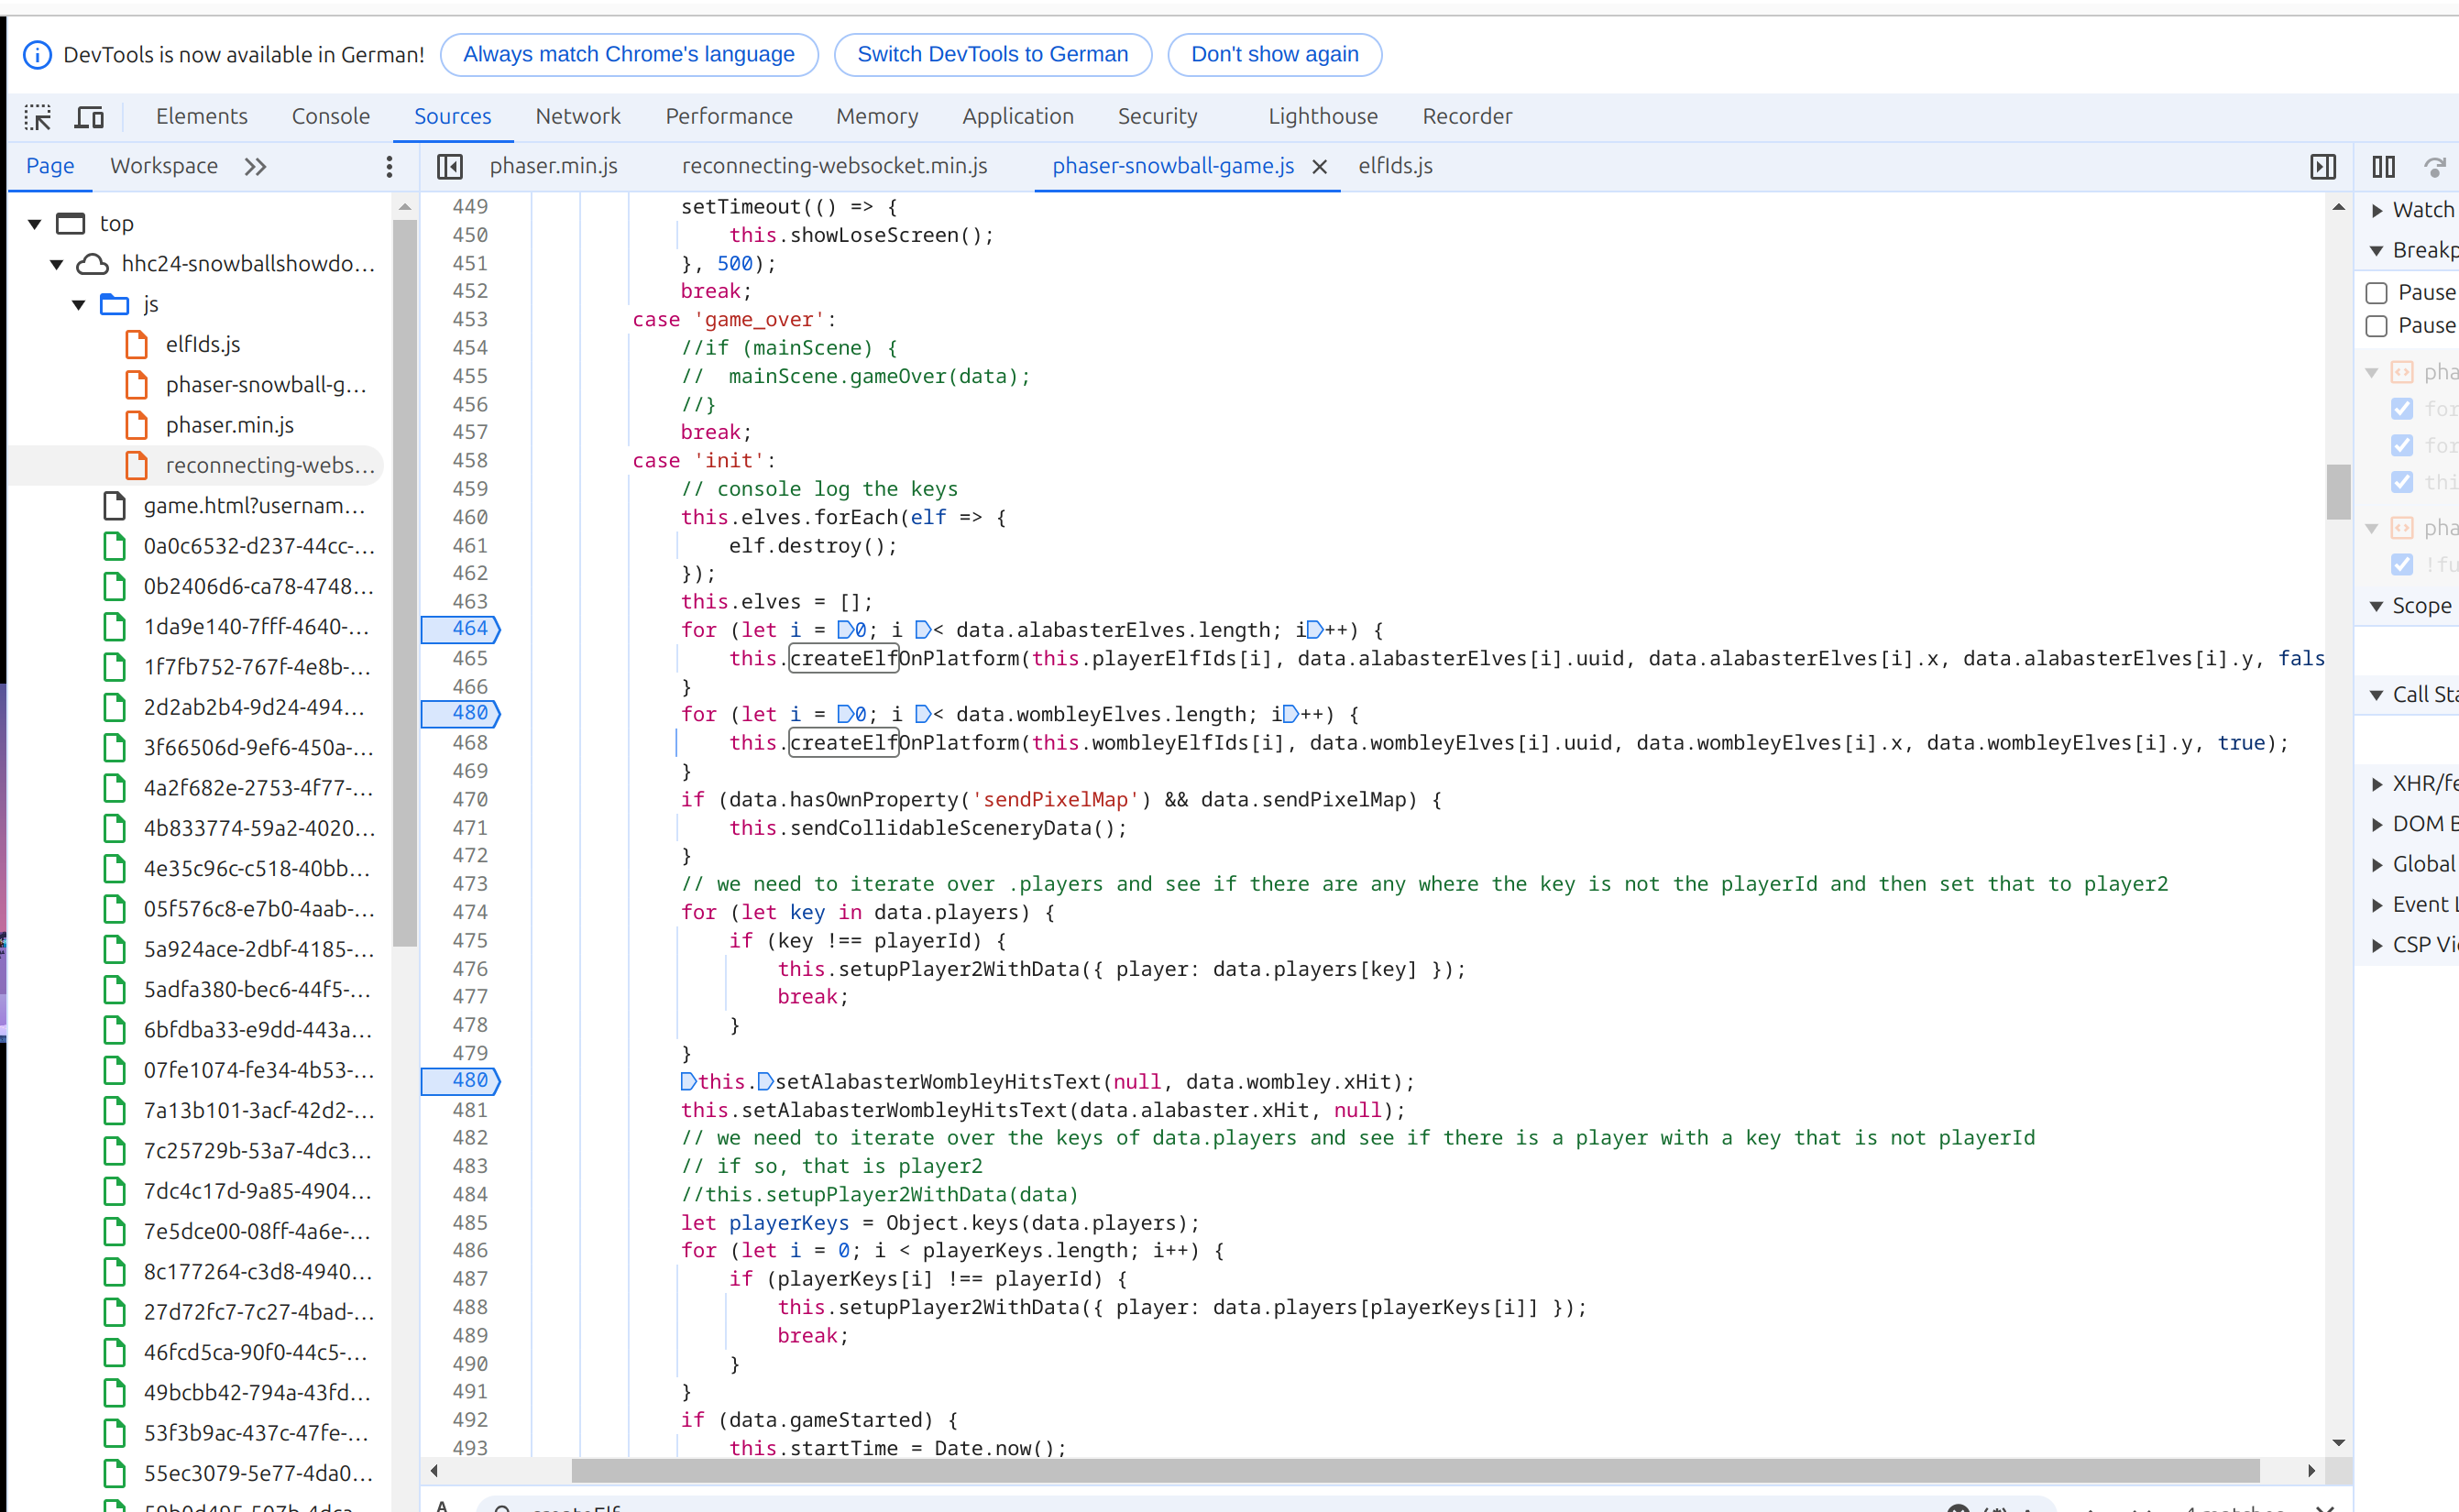 DevTools is now available in German! Always match Chrome's language Switch DevTools to German Don't show again
Elements Console Sources Network Performance Memory Application Security Lighthouse Recorder
Page Workspace
phaser.min.js reconnecting-websocket.min.js phaser-snowball-game.js elfIds.js
top
hhc24-snowballshowdo...
js
elfIds.js
phaser-snowball-g...
phaser.min.js
reconnecting-webs...
game.html?usernam...
0a0c6532-d237-44cc-...
0b2406d6-ca78-4748...
1da9e140-7fff-4640-...
1f7fb752-767f-4e8b-...
2d2ab2b4-9d24-494...
3f66506d-9ef6-450a-...
4a2f682e-2753-4f77-...
4b833774-59a2-4020...
4e35c96c-c518-40bb...
05f576c8-e7b0-4aab-...
5a924ace-2dbf-4185-...
5adfa380-bec6-44f5-...
6bfdba33-e9dd-443a...
07fe1074-fe34-4b53-...
7a13b101-3acf-42d2-...
7c25729b-53a7-4dc3...
7dc4c17d-9a85-4904...
7e5dce00-08ff-4a6e-...
8c177264-c3d8-4940...
27d72fc7-7c27-4bad-...
46fcd5ca-90f0-44c5-...
49bcbb42-794a-43fd...
53f3b9ac-437c-47fe-...
55ec3079-5e77-4da0...
449 setTimeout(() => {
450 this.showLoseScreen();
451 }, 500);
452 break;
453 case 'game_over':
454 //if (mainScene) {
455 // mainScene.gameOver(data);
456 //}
457 break;
458 case 'init':
459 // console log the keys
460 this.elves.forEach(elf => {
461 elf.destroy();
462 });
463 this.elves = [];
464 for (let i = 0; i < data.alabasterElves.length; i++) {
465 this.createElfOnPlatform(this.playerElfIds[i], data.alabasterElves[i].uuid, data.alabasterElves[i].x, data.alabasterElves[i].y, fals
466 }
480 for (let i = 0; i < data.wombleyElves.length; i++) {
468 this.createElfOnPlatform(this.wombleyElfIds[i], data.wombleyElves[i].uuid, data.wombleyElves[i].x, data.wombleyElves[i].y, true);
469 }
470 if (data.hasOwnProperty('sendPixelMap') && data.sendPixelMap) {
471 this.sendCollidableSceneryData();
472 }
473 // we need to iterate over .players and see if there are any where the key is not the playerId and then set that to player2
474 for (let key in data.players) {
475 if (key !== playerId) {
476 this.setupPlayer2WithData({ player: data.players[key] });
477 break;
478 }
479 }
480 this.setAlabasterWombleyHitsText(null, data.wombley.xHit);
481 this.setAlabasterWombleyHitsText(data.alabaster.xHit, null);
482 // we need to iterate over the keys of data.players and see if there is a player with a key that is not playerId
483 // if so, that is player2
484 //this.setupPlayer2WithData(data)
485 let playerKeys = Object.keys(data.players);
486 for (let i = 0; i < playerKeys.length; i++) {
487 if (playerKeys[i] !== playerId) {
488 this.setupPlayer2WithData({ player: data.players[playerKeys[i]] });
489 break;
490 }
491 }
492 if (data.gameStarted) {
493 this.startTime = Date.now();
Watch
Breakp
Pause
Pause
pha
for
for
thi
pha
!fu
Scope
Call Sta
XHR/fe
DOM B
Global
Event L
CSP Vio